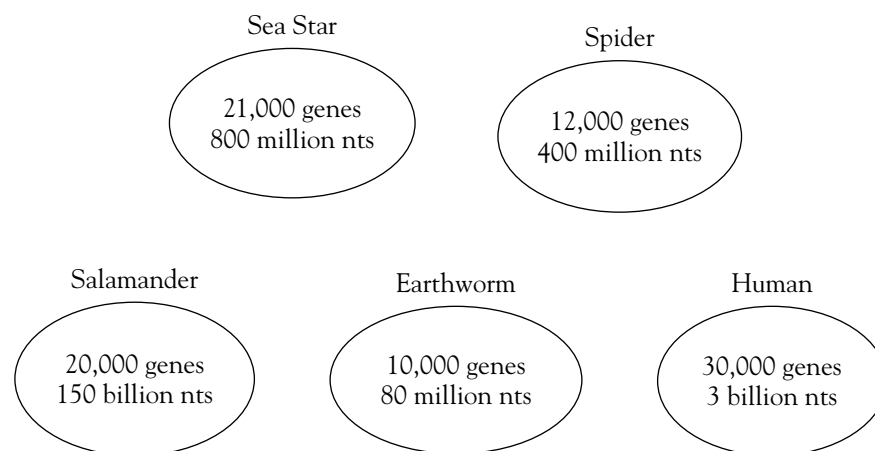 Sea Star
21,000 genes
800 million nts
Spider
12,000 genes
400 million nts
Salamander
20,000 genes
150 billion nts
Earthworm
10,000 genes
80 million nts
Human
30,000 genes
3 billion nts